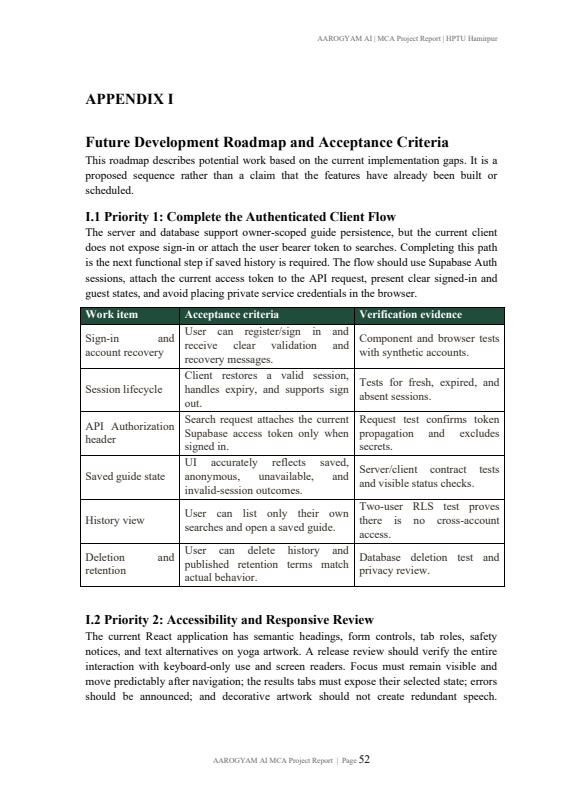 AAROGYAM AI | MCA Project Report | HPTU Hamirpur
APPENDIX I
Future Development Roadmap and Acceptance Criteria
This roadmap describes potential work based on the current implementation gaps. It is a
proposed sequence rather than a claim that the features have already been built or
scheduled.
I.1 Priority 1: Complete the Authenticated Client Flow
The server and database support owner-scoped guide persistence, but the current client
does not expose sign-in or attach the user bearer token to searches. Completing this path
is the next functional step if saved history is required. The flow should use Supabase Auth
sessions, attach the current access token to the API request, present clear signed-in and
guest states, and avoid placing private service credentials in the browser.
Work item Acceptance criteria Verification evidence
Sign-in and
account recovery
User can register/sign in and
receive clear validation and
recovery messages.
Component and browser tests
with synthetic accounts.
Session lifecycle
Client restores a valid session,
handles expiry, and supports sign
out.
Tests for fresh, expired, and
absent sessions.
API Authorization
header
Search request attaches the current
Supabase access token only when
signed in.
Request test confirms token
propagation and excludes
secrets.
Saved guide state
UI accurately reflects saved,
anonymous, unavailable, and
invalid-session outcomes.
Server/client contract tests
and visible status checks.
History view
User can list only their own
searches and open a saved guide.
Two-user RLS test proves
there is no cross-account
access.
Deletion and
retention
User can delete history and
published retention terms match
actual behavior.
Database deletion test and
privacy review.
I.2 Priority 2: Accessibility and Responsive Review
The current React application has semantic headings, form controls, tab roles, safety
notices, and text alternatives on yoga artwork. A release review should verify the entire
interaction with keyboard-only use and screen readers. Focus must remain visible and
move predictably after navigation; the results tabs must expose their selected state; errors
should be announced; and decorative artwork should not create redundant speech.
AAROGYAM AI MCA Project Report | Page 52